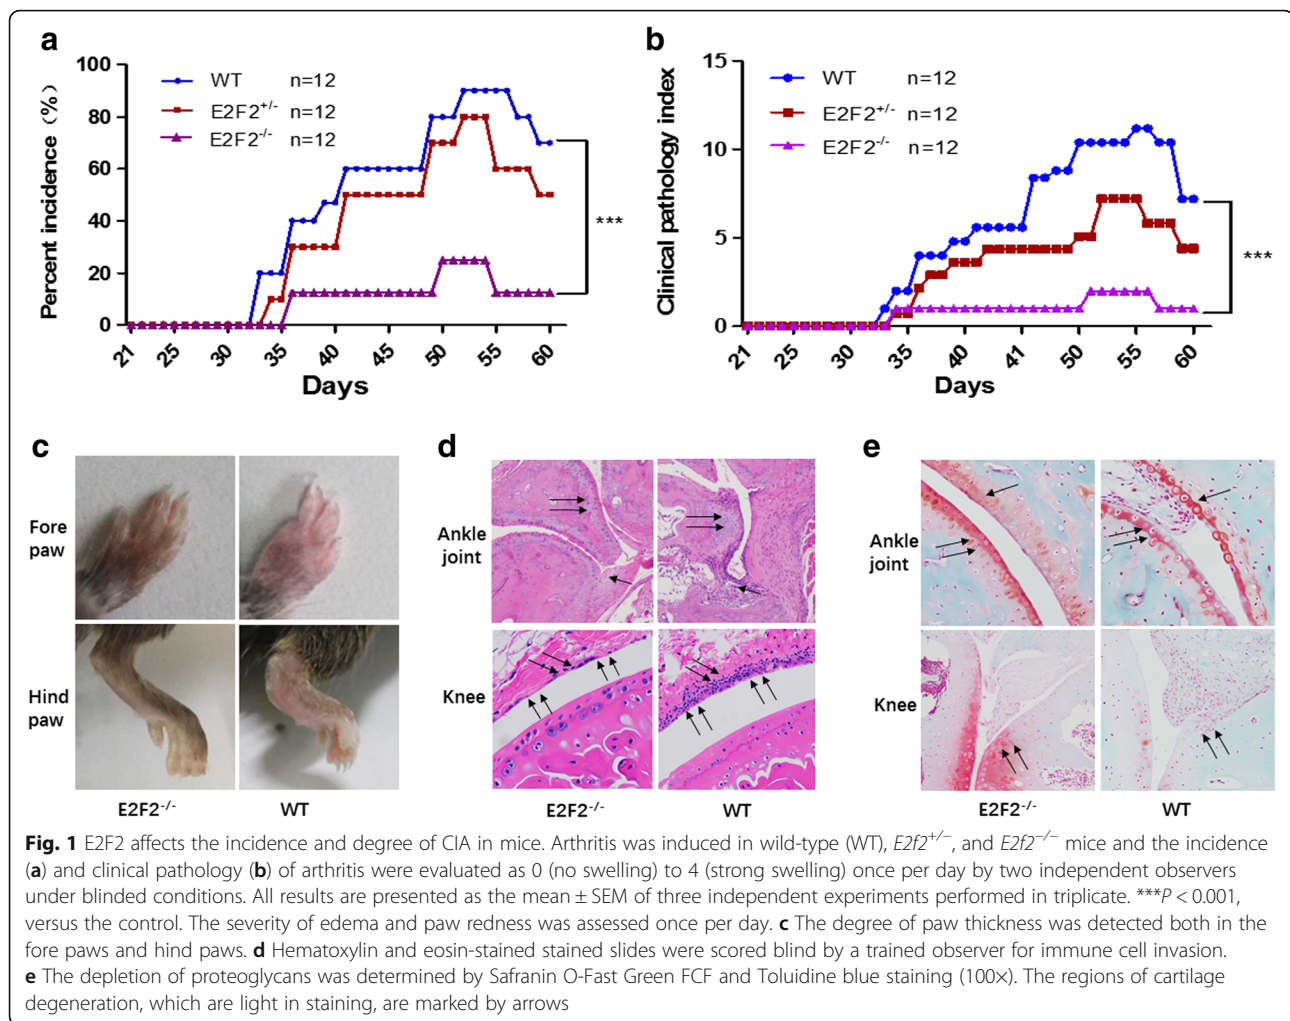 a
100
80
60
40
20
0
Percent incidence (%)
WT n=12
E2F2+/- n=12
E2F2-/- n=12
***
21 25 30 35 40 45 50 55 60
Days
b
15
10
5
0
Clinical pathology index
WT n=12
E2F2+/- n=12
E2F2-/- n=12
***
21 25 30 35 40 41 50 55 60
Days
c
Fore
paw
Hind
paw
E2F2-/- WT
d
Ankle
joint
Knee
E2F2-/- WT
e
Ankle
joint
Knee
E2F2-/- WT
Fig. 1 E2F2 affects the incidence and degree of CIA in mice. Arthritis was induced in wild-type (WT), E2f2+/−, and E2f2−/− mice and the incidence
(a) and clinical pathology (b) of arthritis were evaluated as 0 (no swelling) to 4 (strong swelling) once per day by two independent observers
under blinded conditions. All results are presented as the mean ± SEM of three independent experiments performed in triplicate. ***P < 0.001,
versus the control. The severity of edema and paw redness was assessed once per day. c The degree of paw thickness was detected both in the
fore paws and hind paws. d Hematoxylin and eosin-stained stained slides were scored blind by a trained observer for immune cell invasion.
e The depletion of proteoglycans was determined by Safranin O-Fast Green FCF and Toluidine blue staining (100×). The regions of cartilage
degeneration, which are light in staining, are marked by arrows